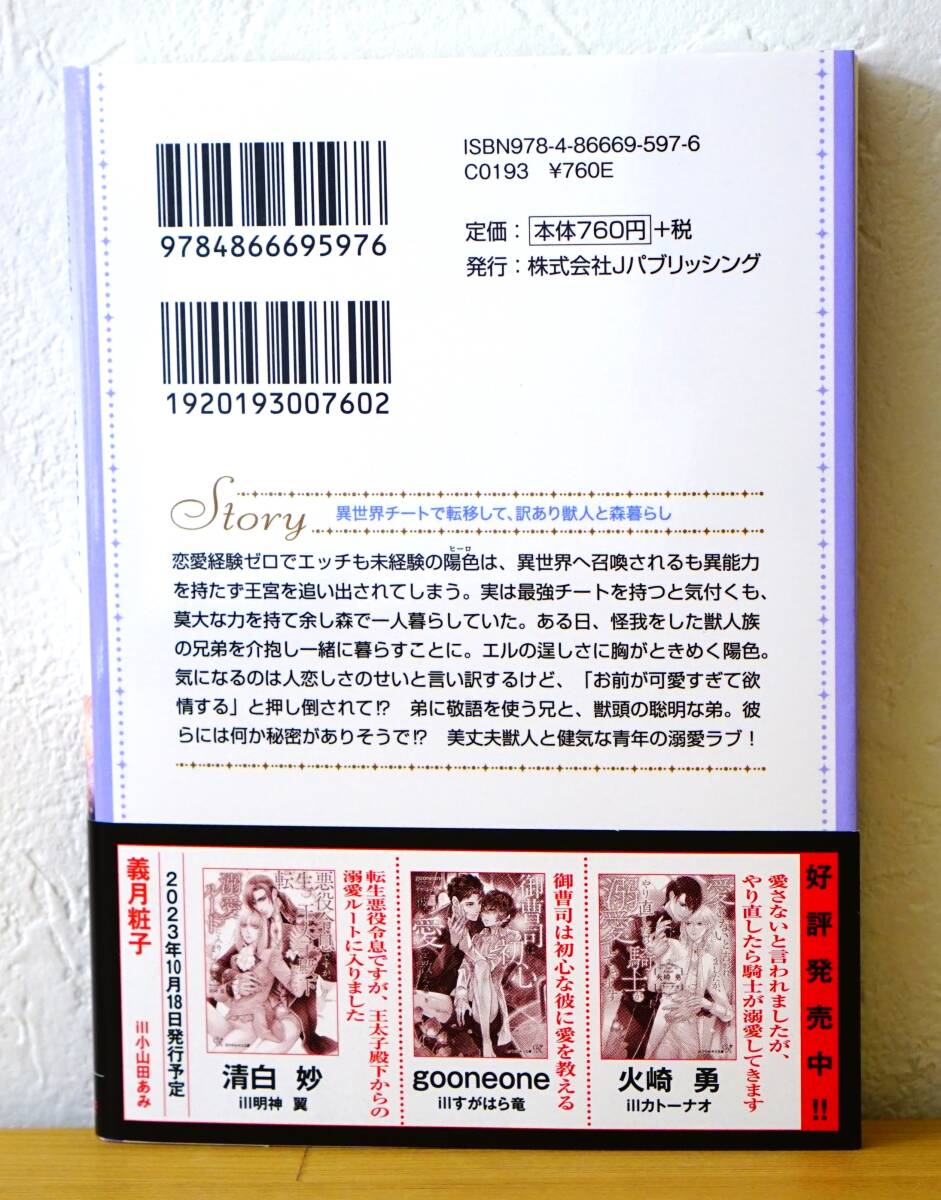 ISBN978-4-86669-597-6
C0193 ¥760E
9784866695976
定価：本体760円+税
発行：株式会社Jパブリッシング
1920193007602
Story
異世界チートで転移して、訳あり獣人と森暮らし
ヒーロ
恋愛経験ゼロでエッチも未経験の陽色は、異世界へ召喚されるも異能力
を持たず王宮を追い出されてしまう。実は最強チートを持つと気付くも、
莫大な力を持て余し森で一人暮らしていた。ある日、怪我をした獣人族
の兄弟を介抱し一緒に暮らすことに。エルの逞しさに胸がときめく陽色。
気になるのは人恋しさのせいと言い訳するけど、「お前が可愛すぎて欲
情する」と押し倒されて!?　弟に敬語を使う兄と、獣頭の聡明な弟。彼
らには何か秘密がありそうで!?　美丈夫獣人と健気な青年の溺愛ラブ！
好評発売中!!
愛さないと言われましたが、
やり直したら騎士が溺愛してきます
火崎 勇
illカトーナオ
御曹司は初心な彼に愛を教える
gooneone
御曹司は初心
愛
gooneone
illすがはら竜
転生悪役令息ですが、王太子殿下からの
溺愛ルートに入りました
清白 妙
ill明神 翼
2023年10月18日発行予定
義月粧子
ill小山田あみ